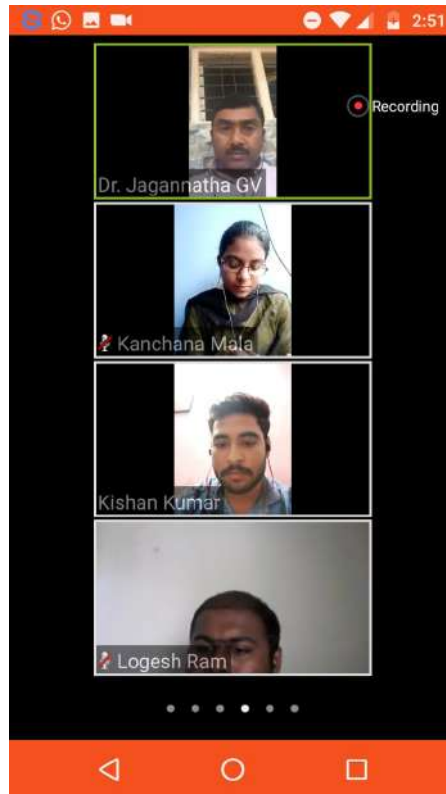 2:51
Recording
Dr. Jagannatha GV
Kanchana Mala
Kishan Kumar
Logesh Ram